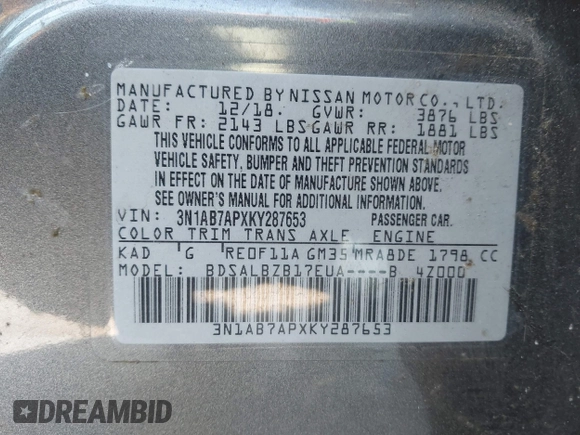 MANUFACTURED BY NISSAN MOTOR CO., LTD.
DATE: 12/18. GVWR: 3876 LBS
GAWR FR: 2143 LBS GAWR RR: 1881 LBS
THIS VEHICLE CONFORMS TO ALL APPLICABLE FEDERAL MOTOR
VEHICLE SAFETY, BUMPER AND THEFT PREVENTION STANDARDS
IN EFFECT ON THE DATE OF MANUFACTURE SHOWN ABOVE.
SEE OWNER'S MANUAL FOR ADDITIONAL INFORMATION.
VIN: 3N1AB7APXKY287653 PASSENGER CAR.
COLOR TRIM TRANS AXLE ENGINE
KAD G RE0F11A GM35 MRA8DE 1798 CC
MODEL: BDSALBZB17EUA----B 4Z000
3N1AB7APXKY287653
DREAMBID